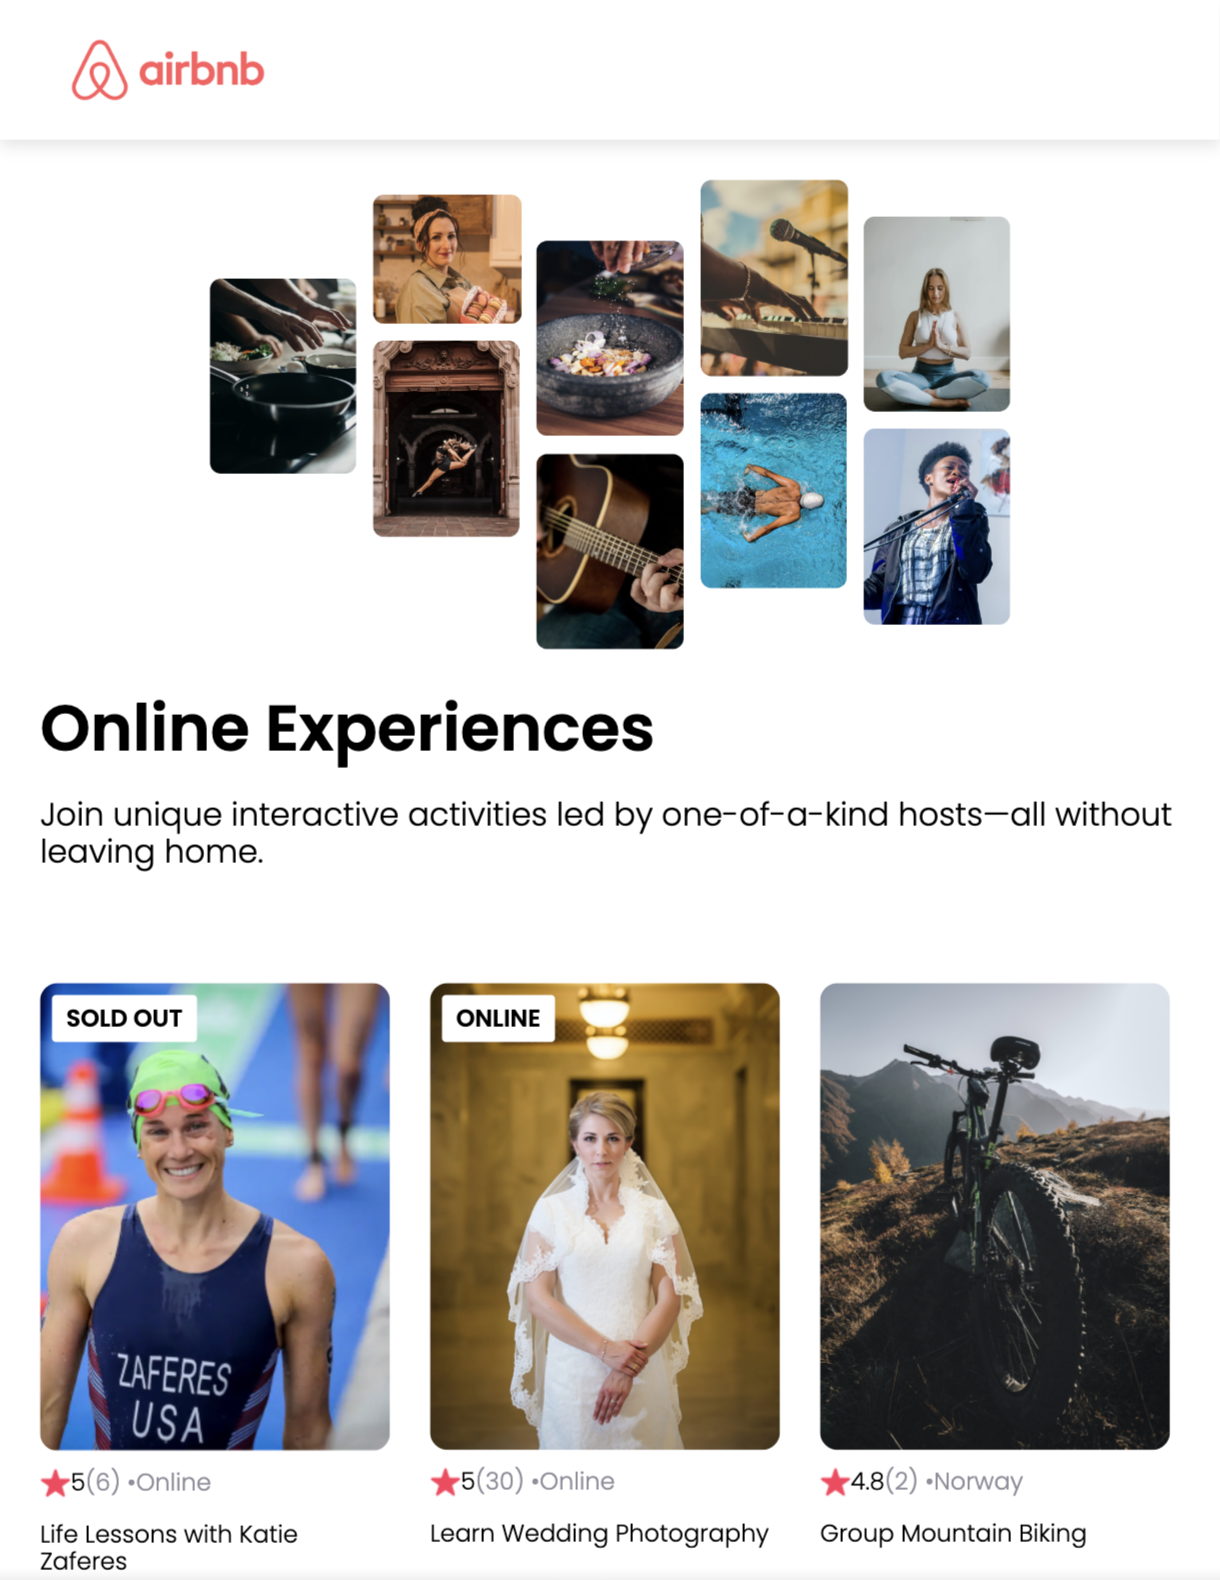 airbnb
Online Experiences
Join unique interactive activities led by one-of-a-kind hosts—all without
leaving home.
SOLD OUT
ZAFERES
USA
5(6) •Online
Life Lessons with Katie
Zaferes
ONLINE
5(30) •Online
Learn Wedding Photography
4.8(2) •Norway
Group Mountain Biking